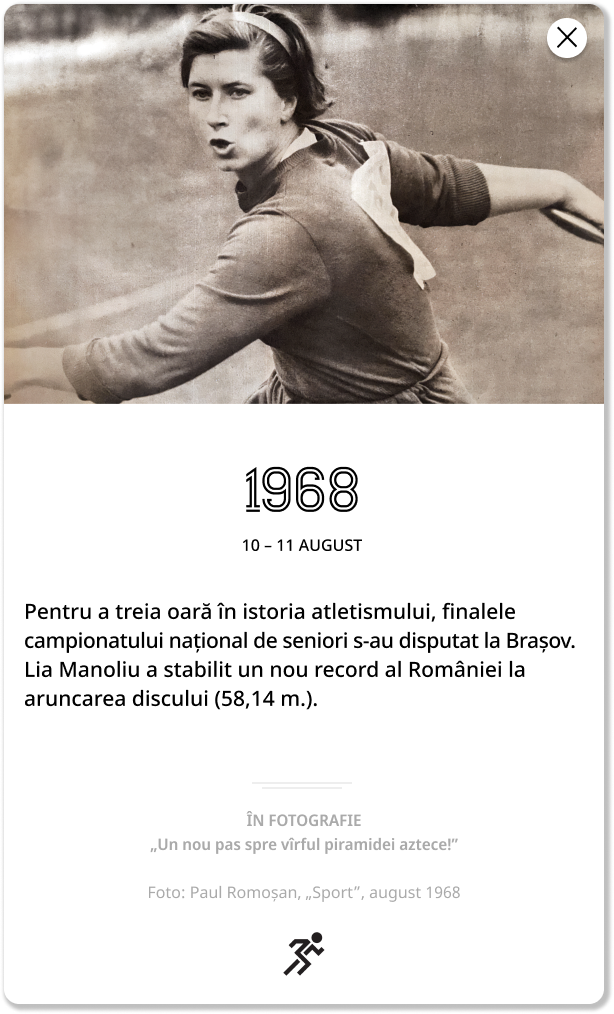 1968
10 – 11 AUGUST
Pentru a treia oară în istoria atletismului, finalele
campionatului național de seniori s-au disputat la Brașov.
Lia Manoliu a stabilit un nou record al României la
aruncarea discului (58,14 m.).
ÎN FOTOGRAFIE
„Un nou pas spre vîrful piramidei aztece!”
Foto: Paul Romoșan, „Sport”, august 1968